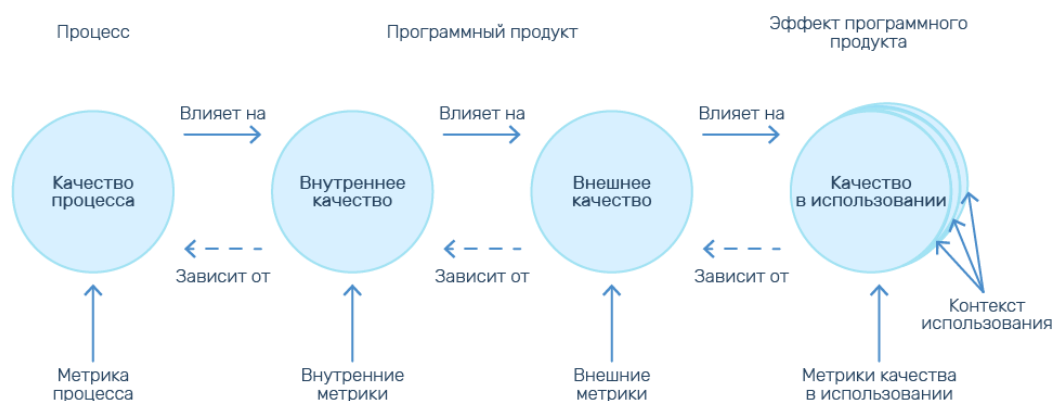 Процесс
Программный продукт
Эффект программного
продукта
Влияет на
Влияет на
Влияет на
Качество
процесса
Внутреннее
качество
Внешнее
качество
Качество
в использовании
Зависит от
Зависит от
Зависит от
Контекст
использования
Метрика
процесса
Внутренние
метрики
Внешние
метрики
Метрики качества
в использовании